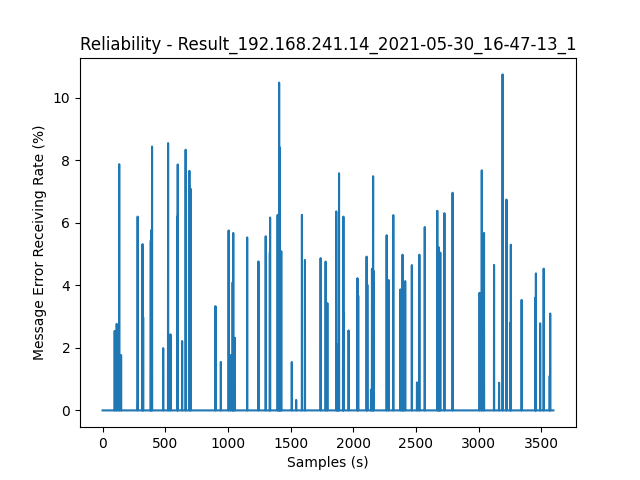 Reliability - Result_192.168.241.14_2021-05-30_16-47-13_1
Message Error Receiving Rate (%)
10
8
6
4
2
0
0 500 1000 1500 2000 2500 3000 3500
Samples (s)